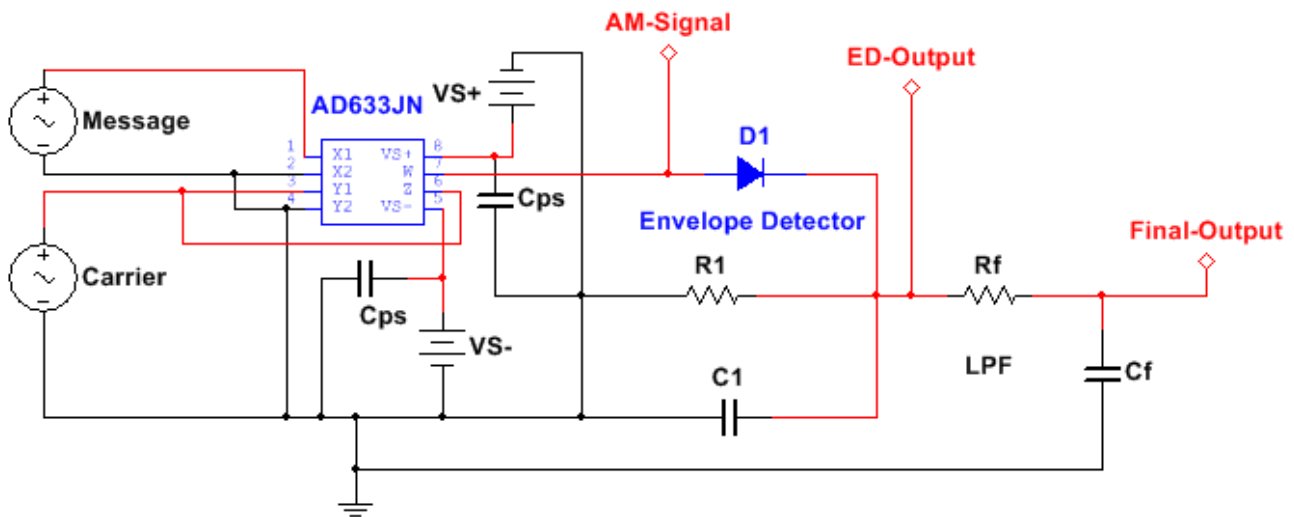 AM-Signal
ED-Output
VS+
AD633JN
Message
D1
1 X1 VS+ 8
2 X2 W 7
3 Y1 Z 6
4 Y2 VS- 5
Cps
Envelope Detector
Final-Output
Carrier
R1
Rf
Cps
VS-
LPF
Cf
C1